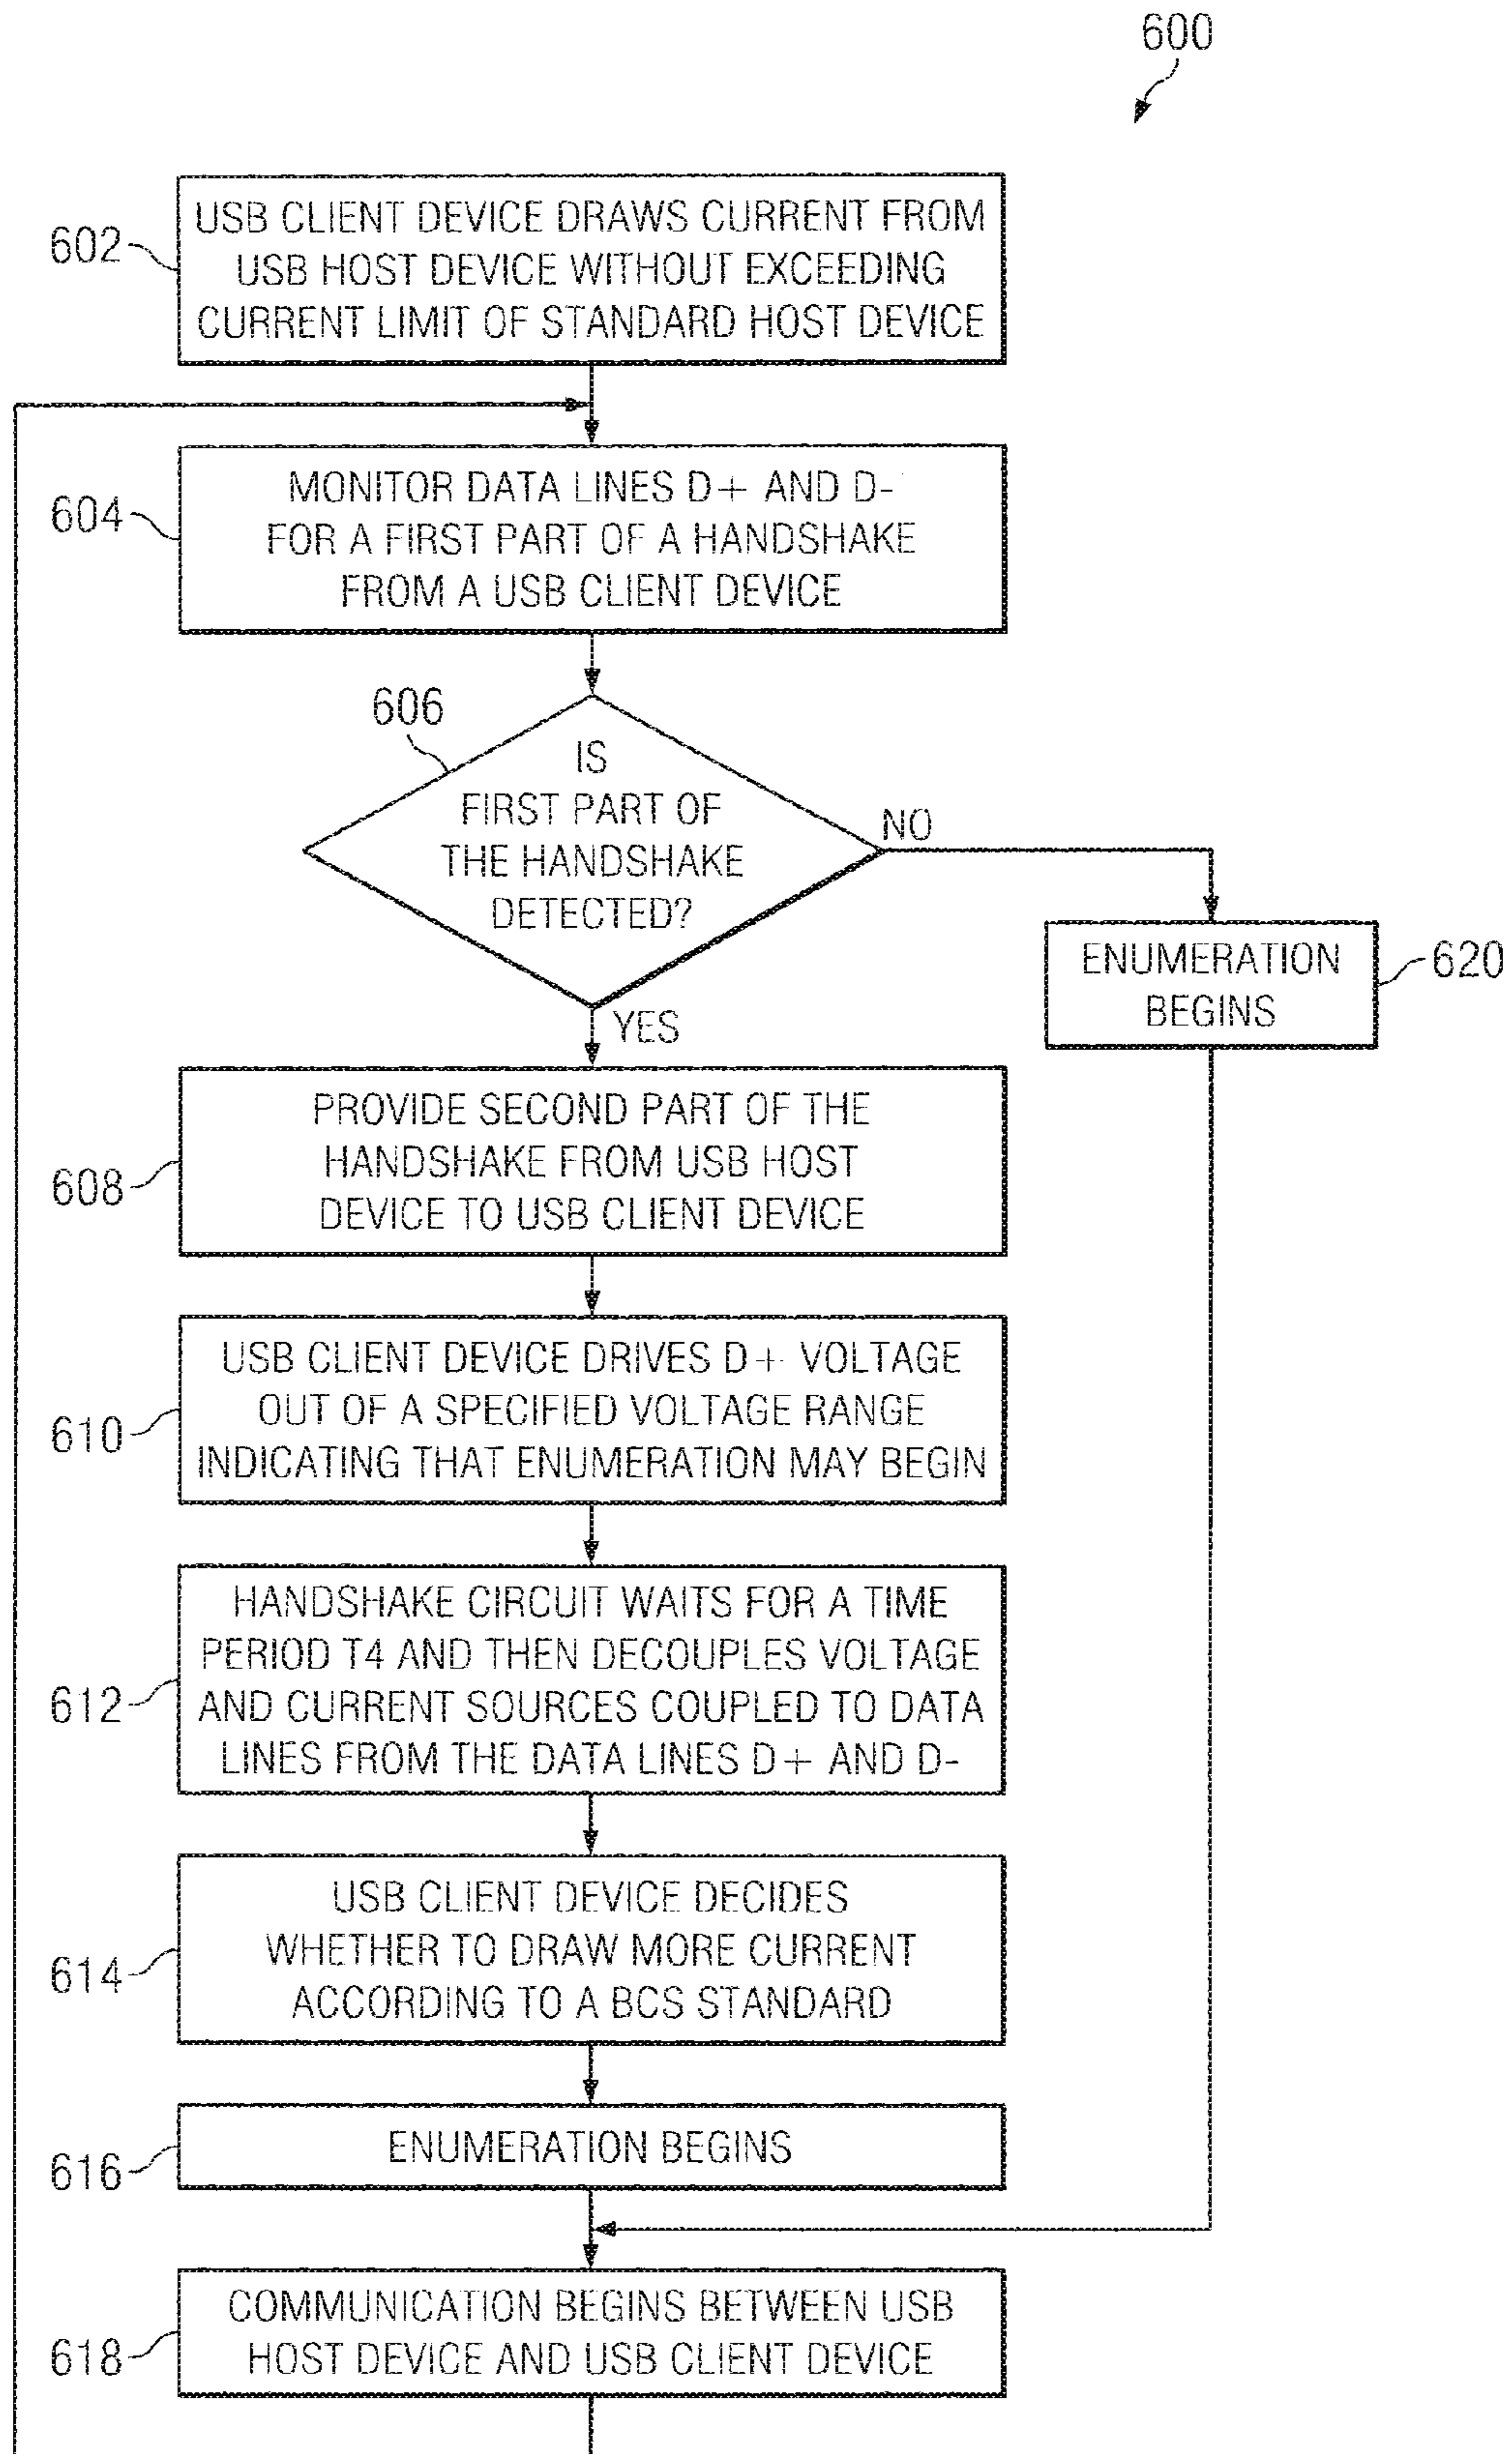 600
602
USB CLIENT DEVICE DRAWS CURRENT FROM
USB HOST DEVICE WITHOUT EXCEEDING
CURRENT LIMIT OF STANDARD HOST DEVICE
604
MONITOR DATA LINES D+ AND D-
FOR A FIRST PART OF A HANDSHAKE
FROM A USB CLIENT DEVICE
606
IS
FIRST PART OF
THE HANDSHAKE
DETECTED?
NO
YES
ENUMERATION
BEGINS
620
608
PROVIDE SECOND PART OF THE
HANDSHAKE FROM USB HOST
DEVICE TO USB CLIENT DEVICE
610
USB CLIENT DEVICE DRIVES D+ VOLTAGE
OUT OF A SPECIFIED VOLTAGE RANGE
INDICATING THAT ENUMERATION MAY BEGIN
612
HANDSHAKE CIRCUIT WAITS FOR A TIME
PERIOD T4 AND THEN DECOUPLES VOLTAGE
AND CURRENT SOURCES COUPLED TO DATA
LINES FROM THE DATA LINES D+ AND D-
614
USB CLIENT DEVICE DECIDES
WHETHER TO DRAW MORE CURRENT
ACCORDING TO A BCS STANDARD
616
ENUMERATION BEGINS
618
COMMUNICATION BEGINS BETWEEN USB
HOST DEVICE AND USB CLIENT DEVICE